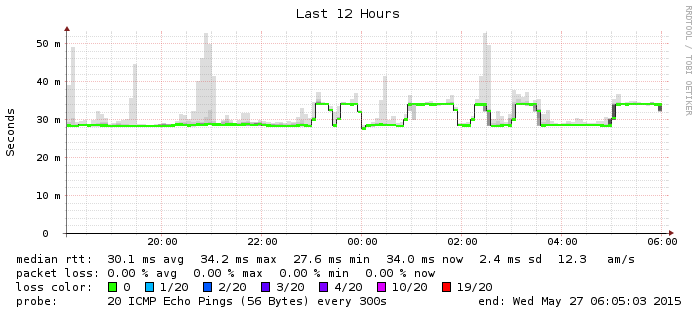 Last 12 Hours
RRDTOOL / TOBI OETIKER
Seconds
50 m
40 m
30 m
20 m
10 m
0
20:00 22:00 00:00 02:00 04:00 06:00
median rtt: 30.1 ms avg 34.2 ms max 27.6 ms min 34.0 ms now 2.4 ms sd 12.3 am/s
packet loss: 0.00 % avg 0.00 % max 0.00 % min 0.00 % now
loss color: 0 1/20 2/20 3/20 4/20 10/20 19/20
probe: 20 ICMP Echo Pings (56 Bytes) every 300s end: Wed May 27 06:05:03 2015